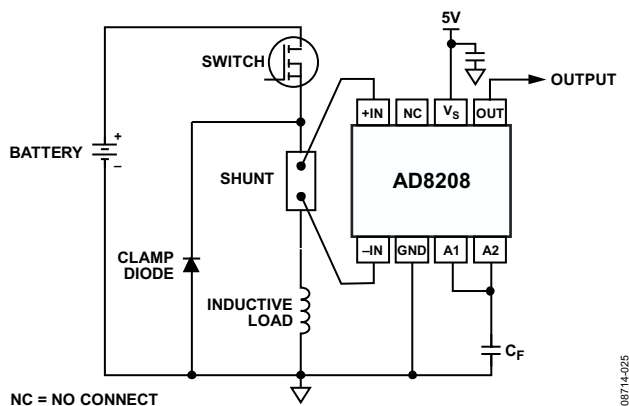 5V
SWITCH
OUTPUT
+IN NC VS OUT
BATTERY
+
–
SHUNT
AD8208
–IN GND A1 A2
CLAMP
DIODE
INDUCTIVE
LOAD
CF
NC = NO CONNECT
08714-025